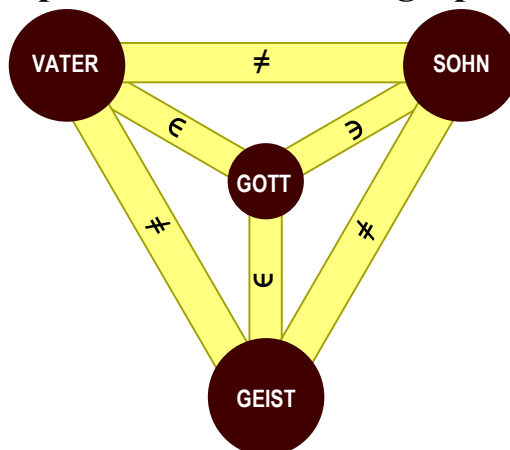 VATER ≠ SOHN
∈ ∋
GOTT
≠ ≠
∈
GEIST